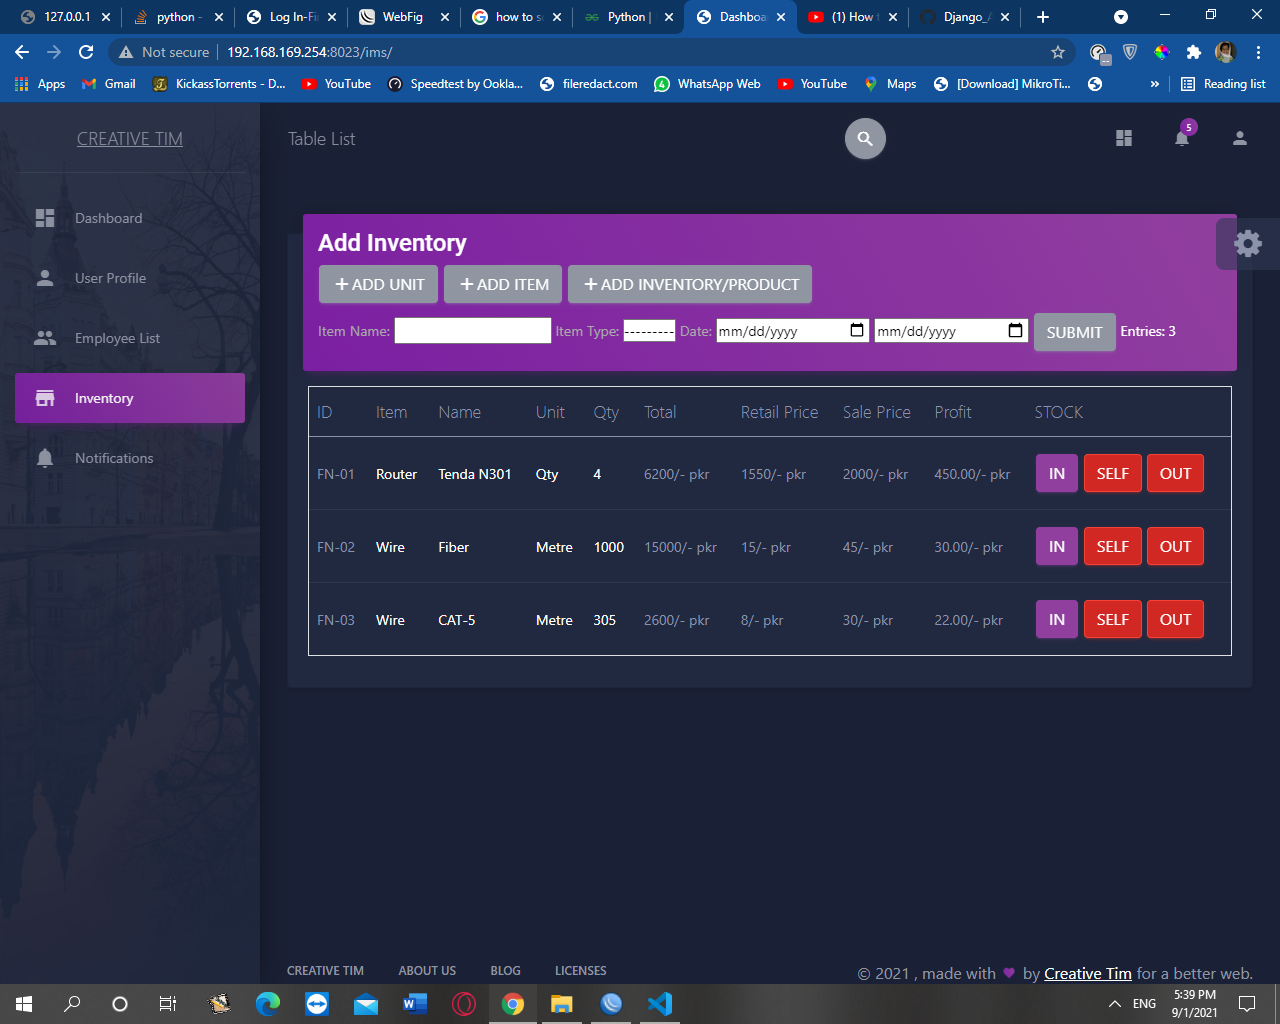 127.0.0.1
python -
Log In-Fi
WebFig
how to s
Python |
Dashboa
(1) How t
Django_
Not secure | 192.168.169.254:8023/ims/
Apps
Gmail
KickassTorrents - D...
YouTube
Speedtest by Ookla...
fileredact.com
WhatsApp Web
YouTube
Maps
[Download] MikroTi...
»
Reading list
CREATIVE TIM
Table List
5
Dashboard
User Profile
Employee List
Inventory
Notifications
Add Inventory
+ ADD UNIT
+ ADD ITEM
+ ADD INVENTORY/PRODUCT
Item Name: Item Type: --------- Date: mm/dd/yyyy mm/dd/yyyy SUBMIT Entries: 3
ID Item Name Unit Qty Total Retail Price Sale Price Profit STOCK
FN-01 Router Tenda N301 Qty 4 6200/- pkr 1550/- pkr 2000/- pkr 450.00/- pkr IN SELF OUT
FN-02 Wire Fiber Metre 1000 15000/- pkr 15/- pkr 45/- pkr 30.00/- pkr IN SELF OUT
FN-03 Wire CAT-5 Metre 305 2600/- pkr 8/- pkr 30/- pkr 22.00/- pkr IN SELF OUT
CREATIVE TIM ABOUT US BLOG LICENSES
© 2021 , made with ♥ by Creative Tim for a better web.
ENG
5:39 PM
9/1/2021